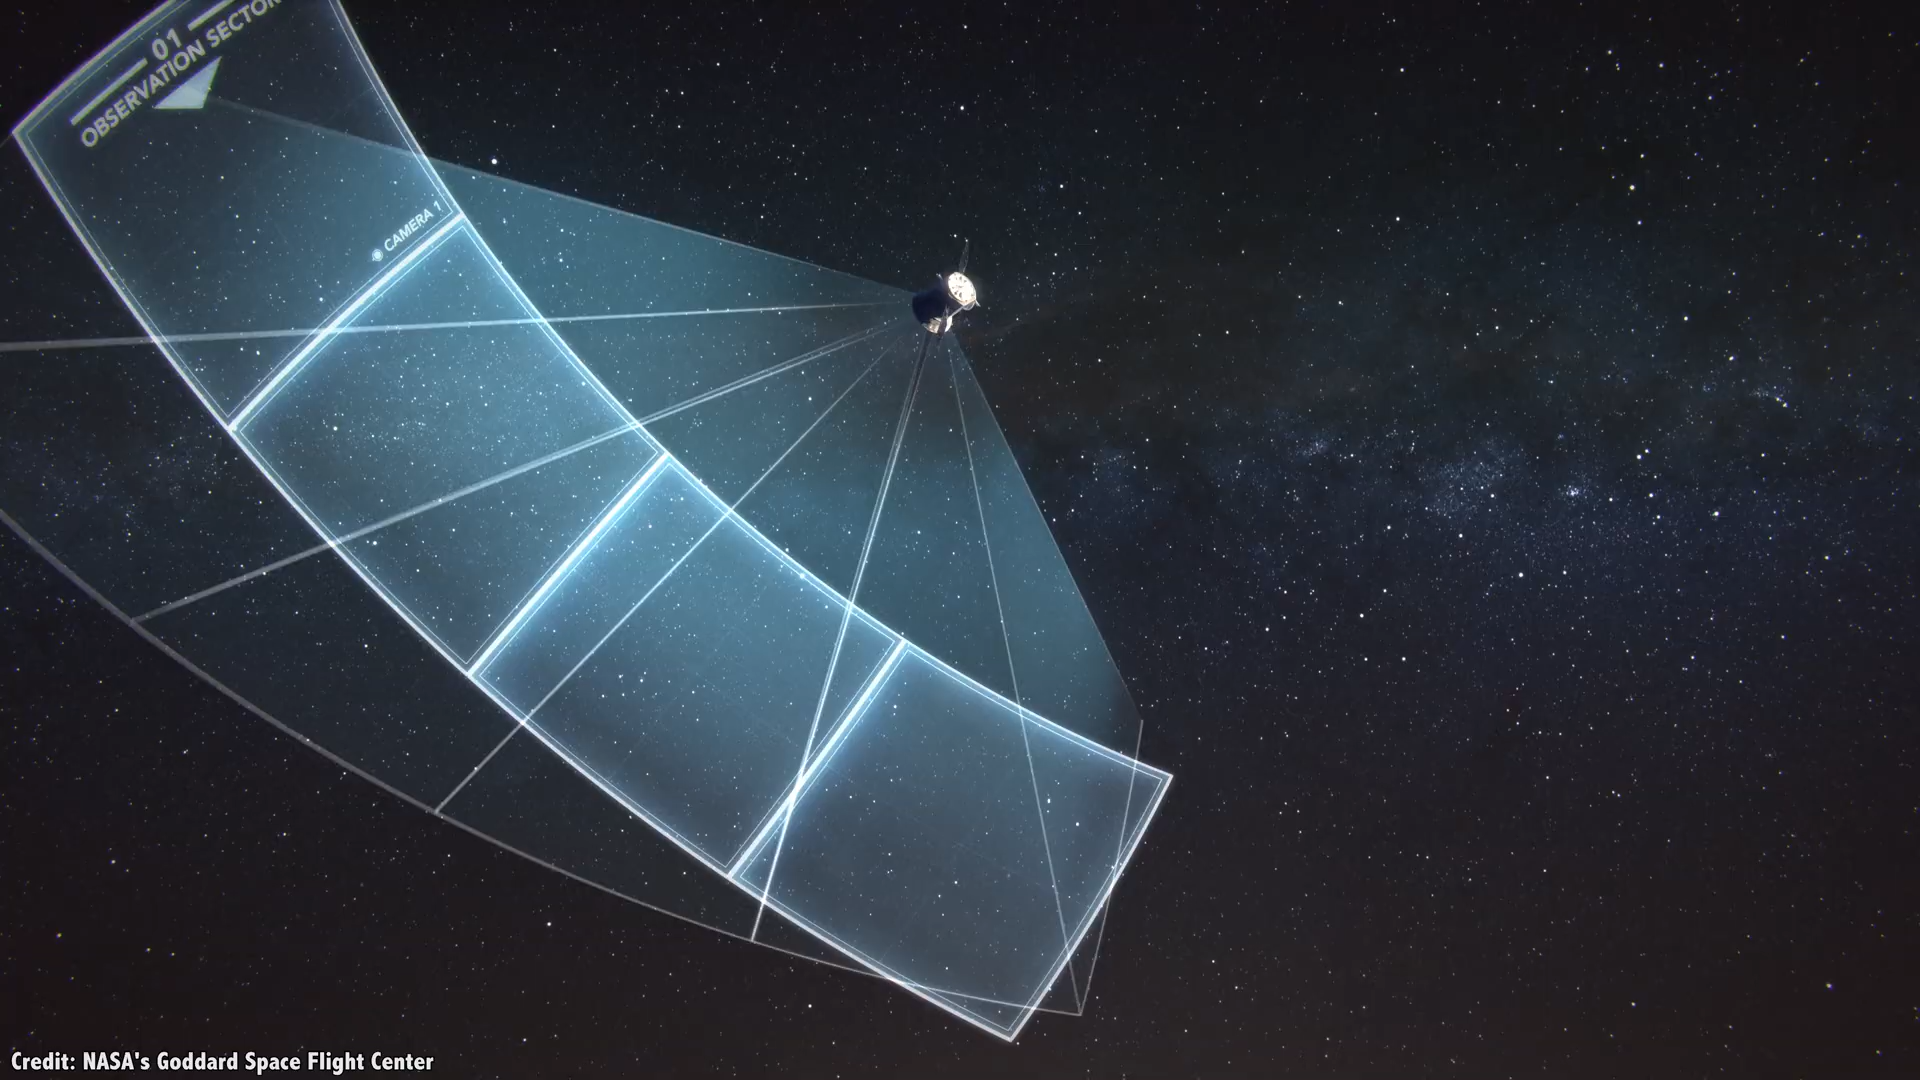 01
OBSERVATION SECTOR
CAMERA 1
Credit: NASA's Goddard Space Flight Center